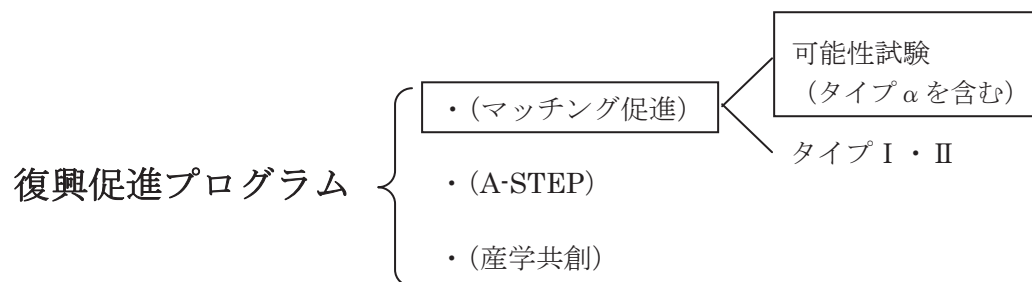 可能性試験
（タイプαを含む）
・（マッチング促進）
タイプⅠ・Ⅱ
復興促進プログラム
・（A-STEP）
・（産学共創）